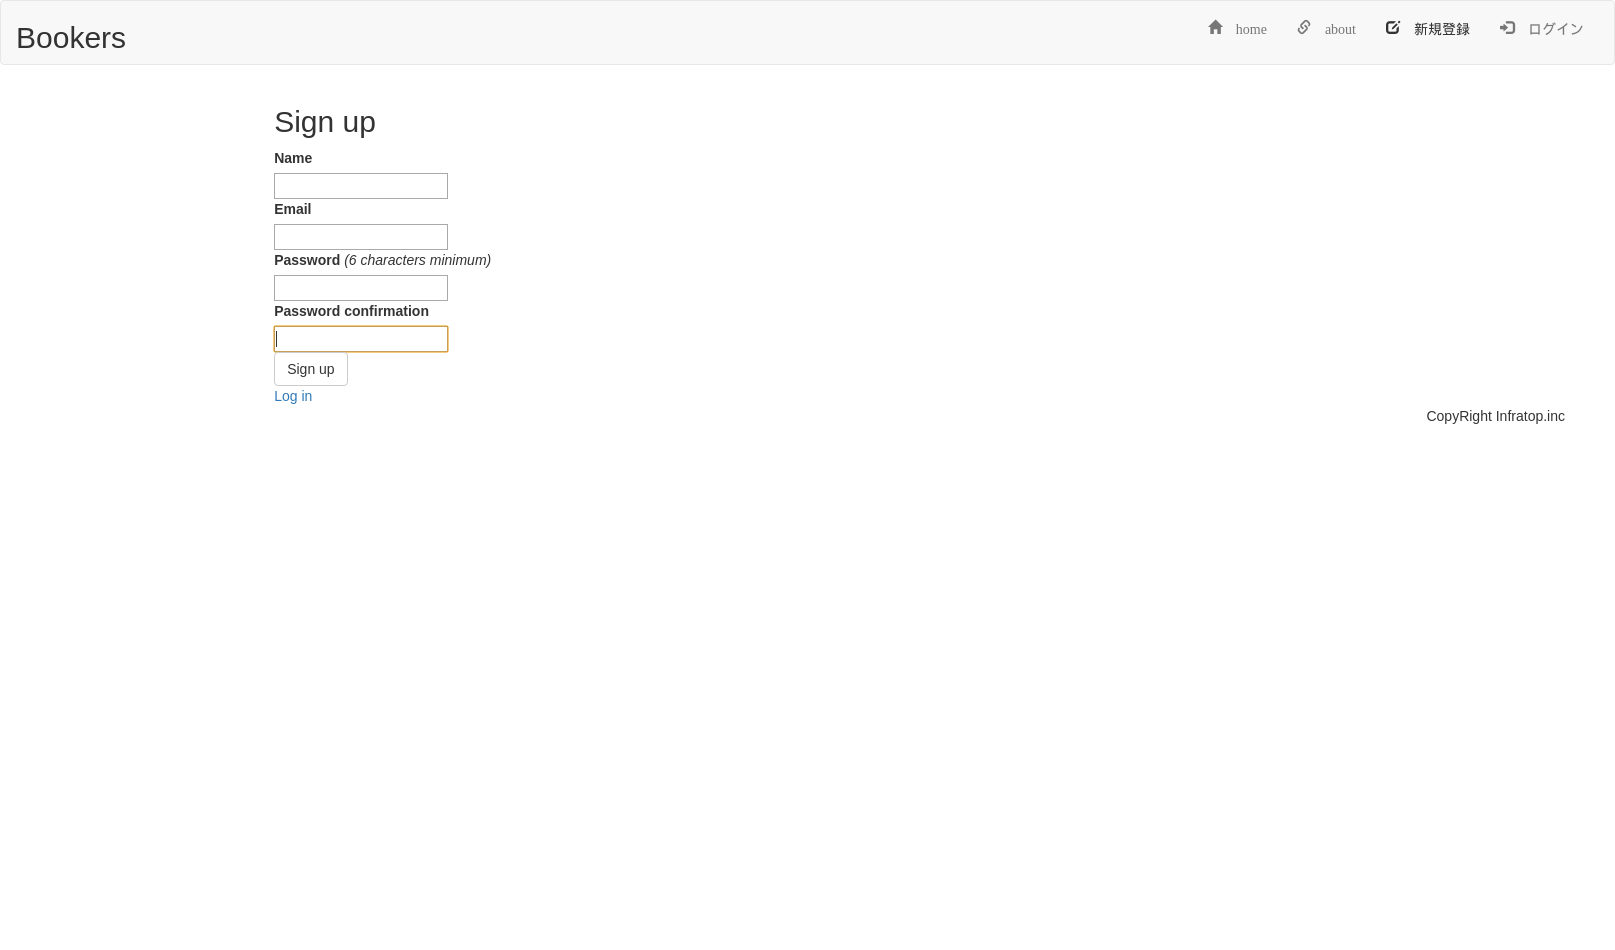 Bookers
home about 新規登録 ログイン
Sign up
Name
Email
Password (6 characters minimum)
Password confirmation
Sign up
Log in
CopyRight Infratop.inc